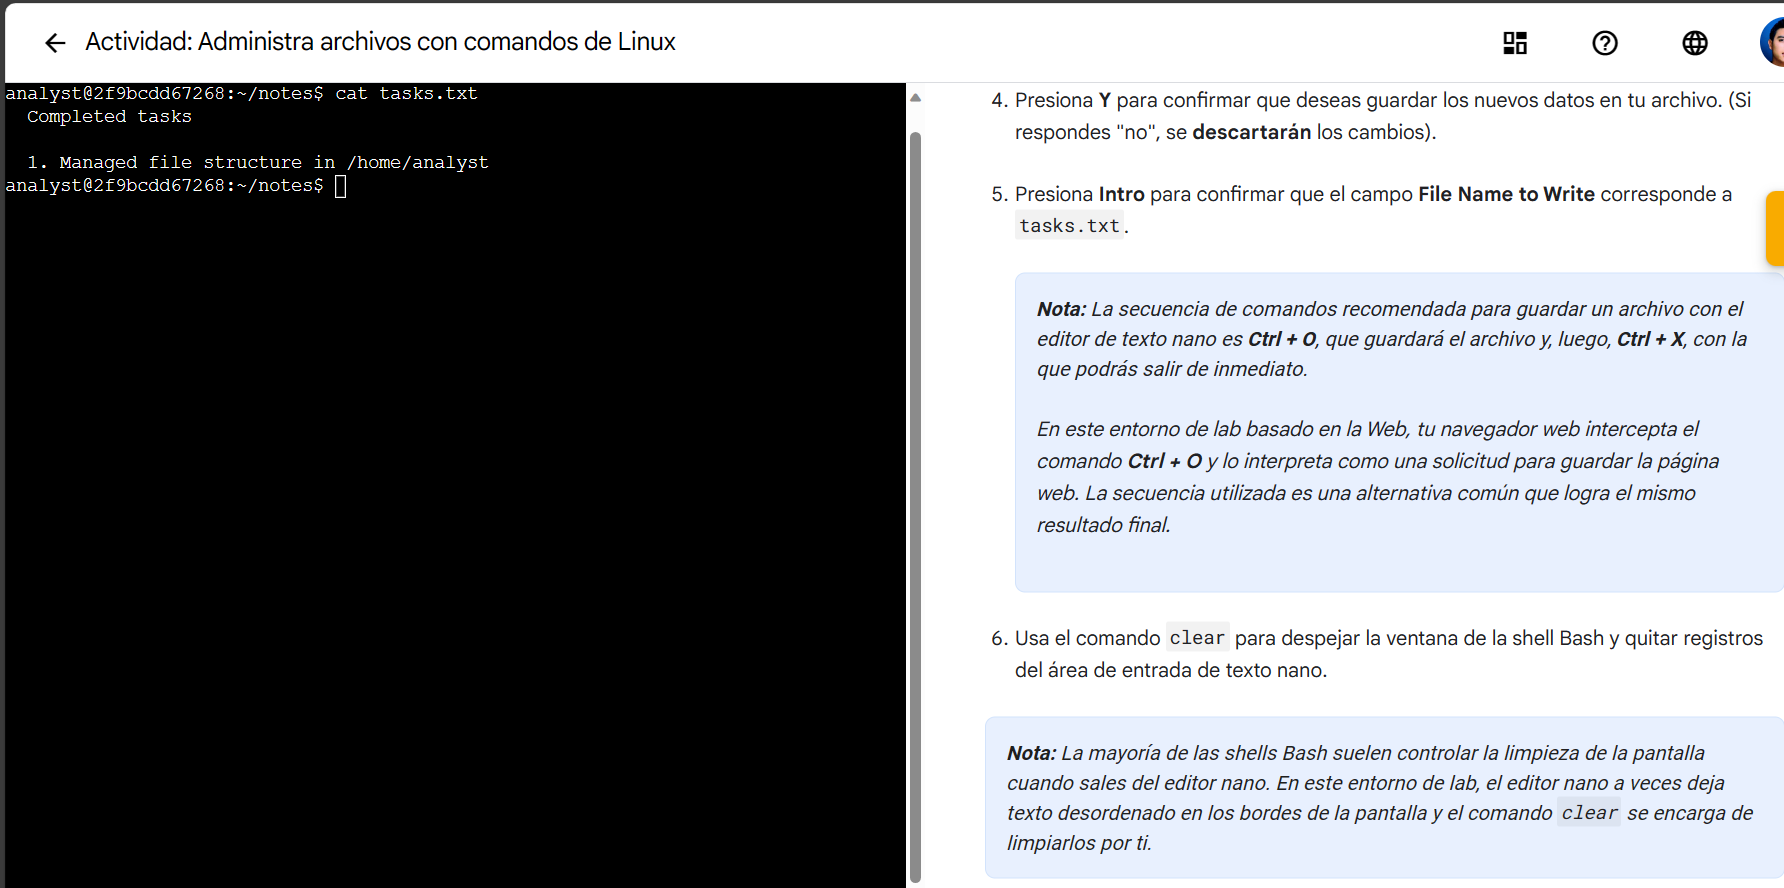 Actividad: Administra archivos con comandos de Linux
analyst@2f9bcdd67268:~/notes$ cat tasks.txt
Completed tasks
1. Managed file structure in /home/analyst
analyst@2f9bcdd67268:~/notes$
4. Presiona Y para confirmar que deseas guardar los nuevos datos en tu archivo. (Si
respondes "no", se descartarán los cambios).
5. Presiona Intro para confirmar que el campo File Name to Write corresponde a
tasks.txt.
Nota: La secuencia de comandos recomendada para guardar un archivo con el
editor de texto nano es Ctrl + O, que guardará el archivo y, luego, Ctrl + X, con la
que podrás salir de inmediato.
En este entorno de lab basado en la Web, tu navegador web intercepta el
comando Ctrl + O y lo interpreta como una solicitud para guardar la página
web. La secuencia utilizada es una alternativa común que logra el mismo
resultado final.
6. Usa el comando clear para despejar la ventana de la shell Bash y quitar registros
del área de entrada de texto nano.
Nota: La mayoría de las shells Bash suelen controlar la limpieza de la pantalla
cuando sales del editor nano. En este entorno de lab, el editor nano a veces deja
texto desordenado en los bordes de la pantalla y el comando clear se encarga de
limpiarlos por ti.